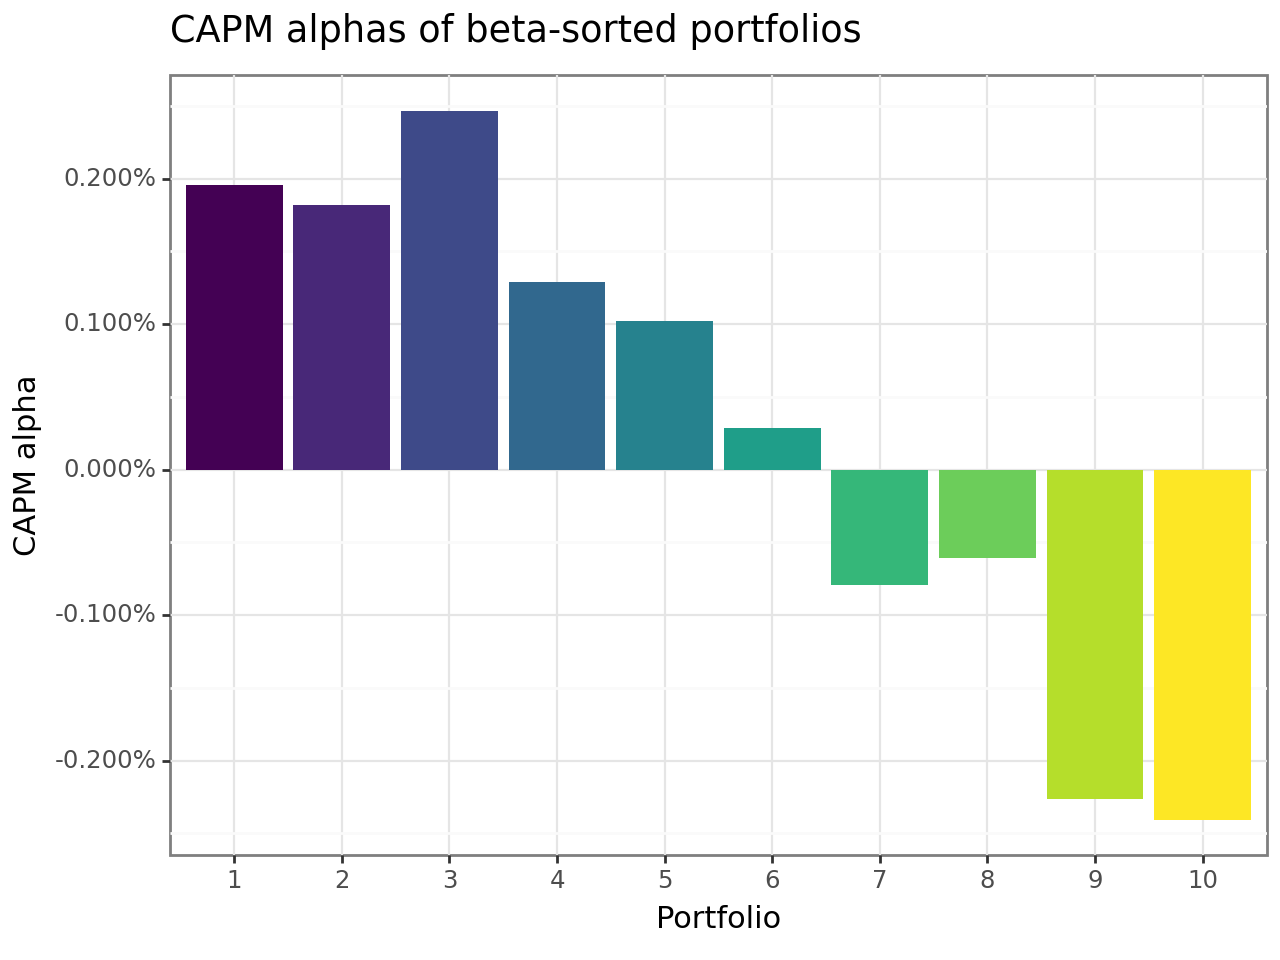 CAPM alphas of beta-sorted portfolios
CAPM alpha
0.200%
0.100%
0.000%
-0.100%
-0.200%
1 2 3 4 5 6 7 8 9 10
Portfolio